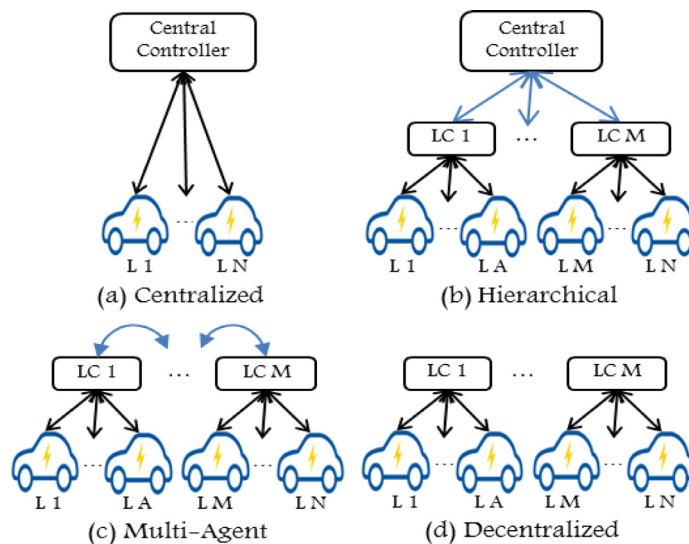 Central
Controller
L 1
...
L N
(a) Centralized
Central
Controller
LC 1
...
LC M
...
...
L 1
L A
L M
L N
(b) Hierarchical
LC 1
...
LC M
...
...
L 1
L A
L M
L N
(c) Multi-Agent
LC 1
...
LC M
...
...
L 1
L A
L M
L N
(d) Decentralized